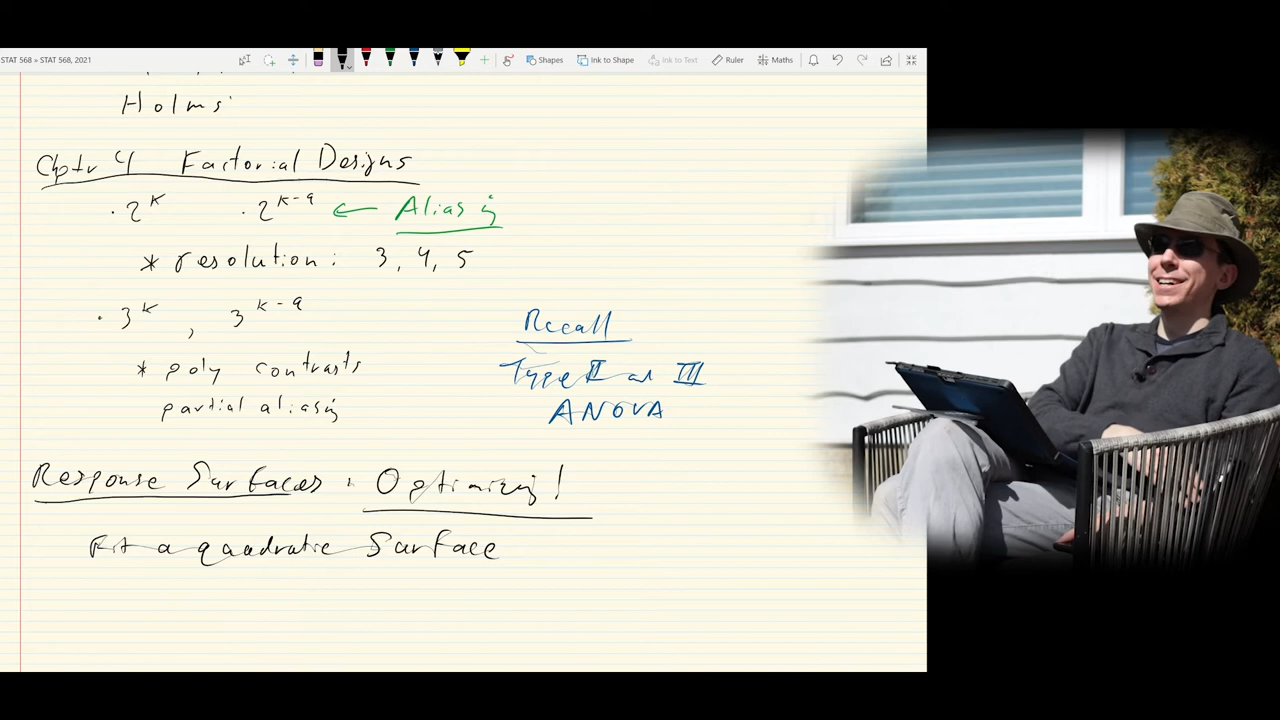 STAT 568 » STAT 568, 2021
Shapes
Ink to Shape
Ink to Text
Ruler
Maths
Holms'
Chptr 4 Factorial Designs
· 2^k · 2^{k-q} ← Aliasing
* resolution: 3, 4, 5
· 3^k , 3^{k-q}
* poly contrasts
partial aliasing
Recall
Type II or III
ANOVA
Response Surfaces : Optimizing!
Fit a quadratic Surface